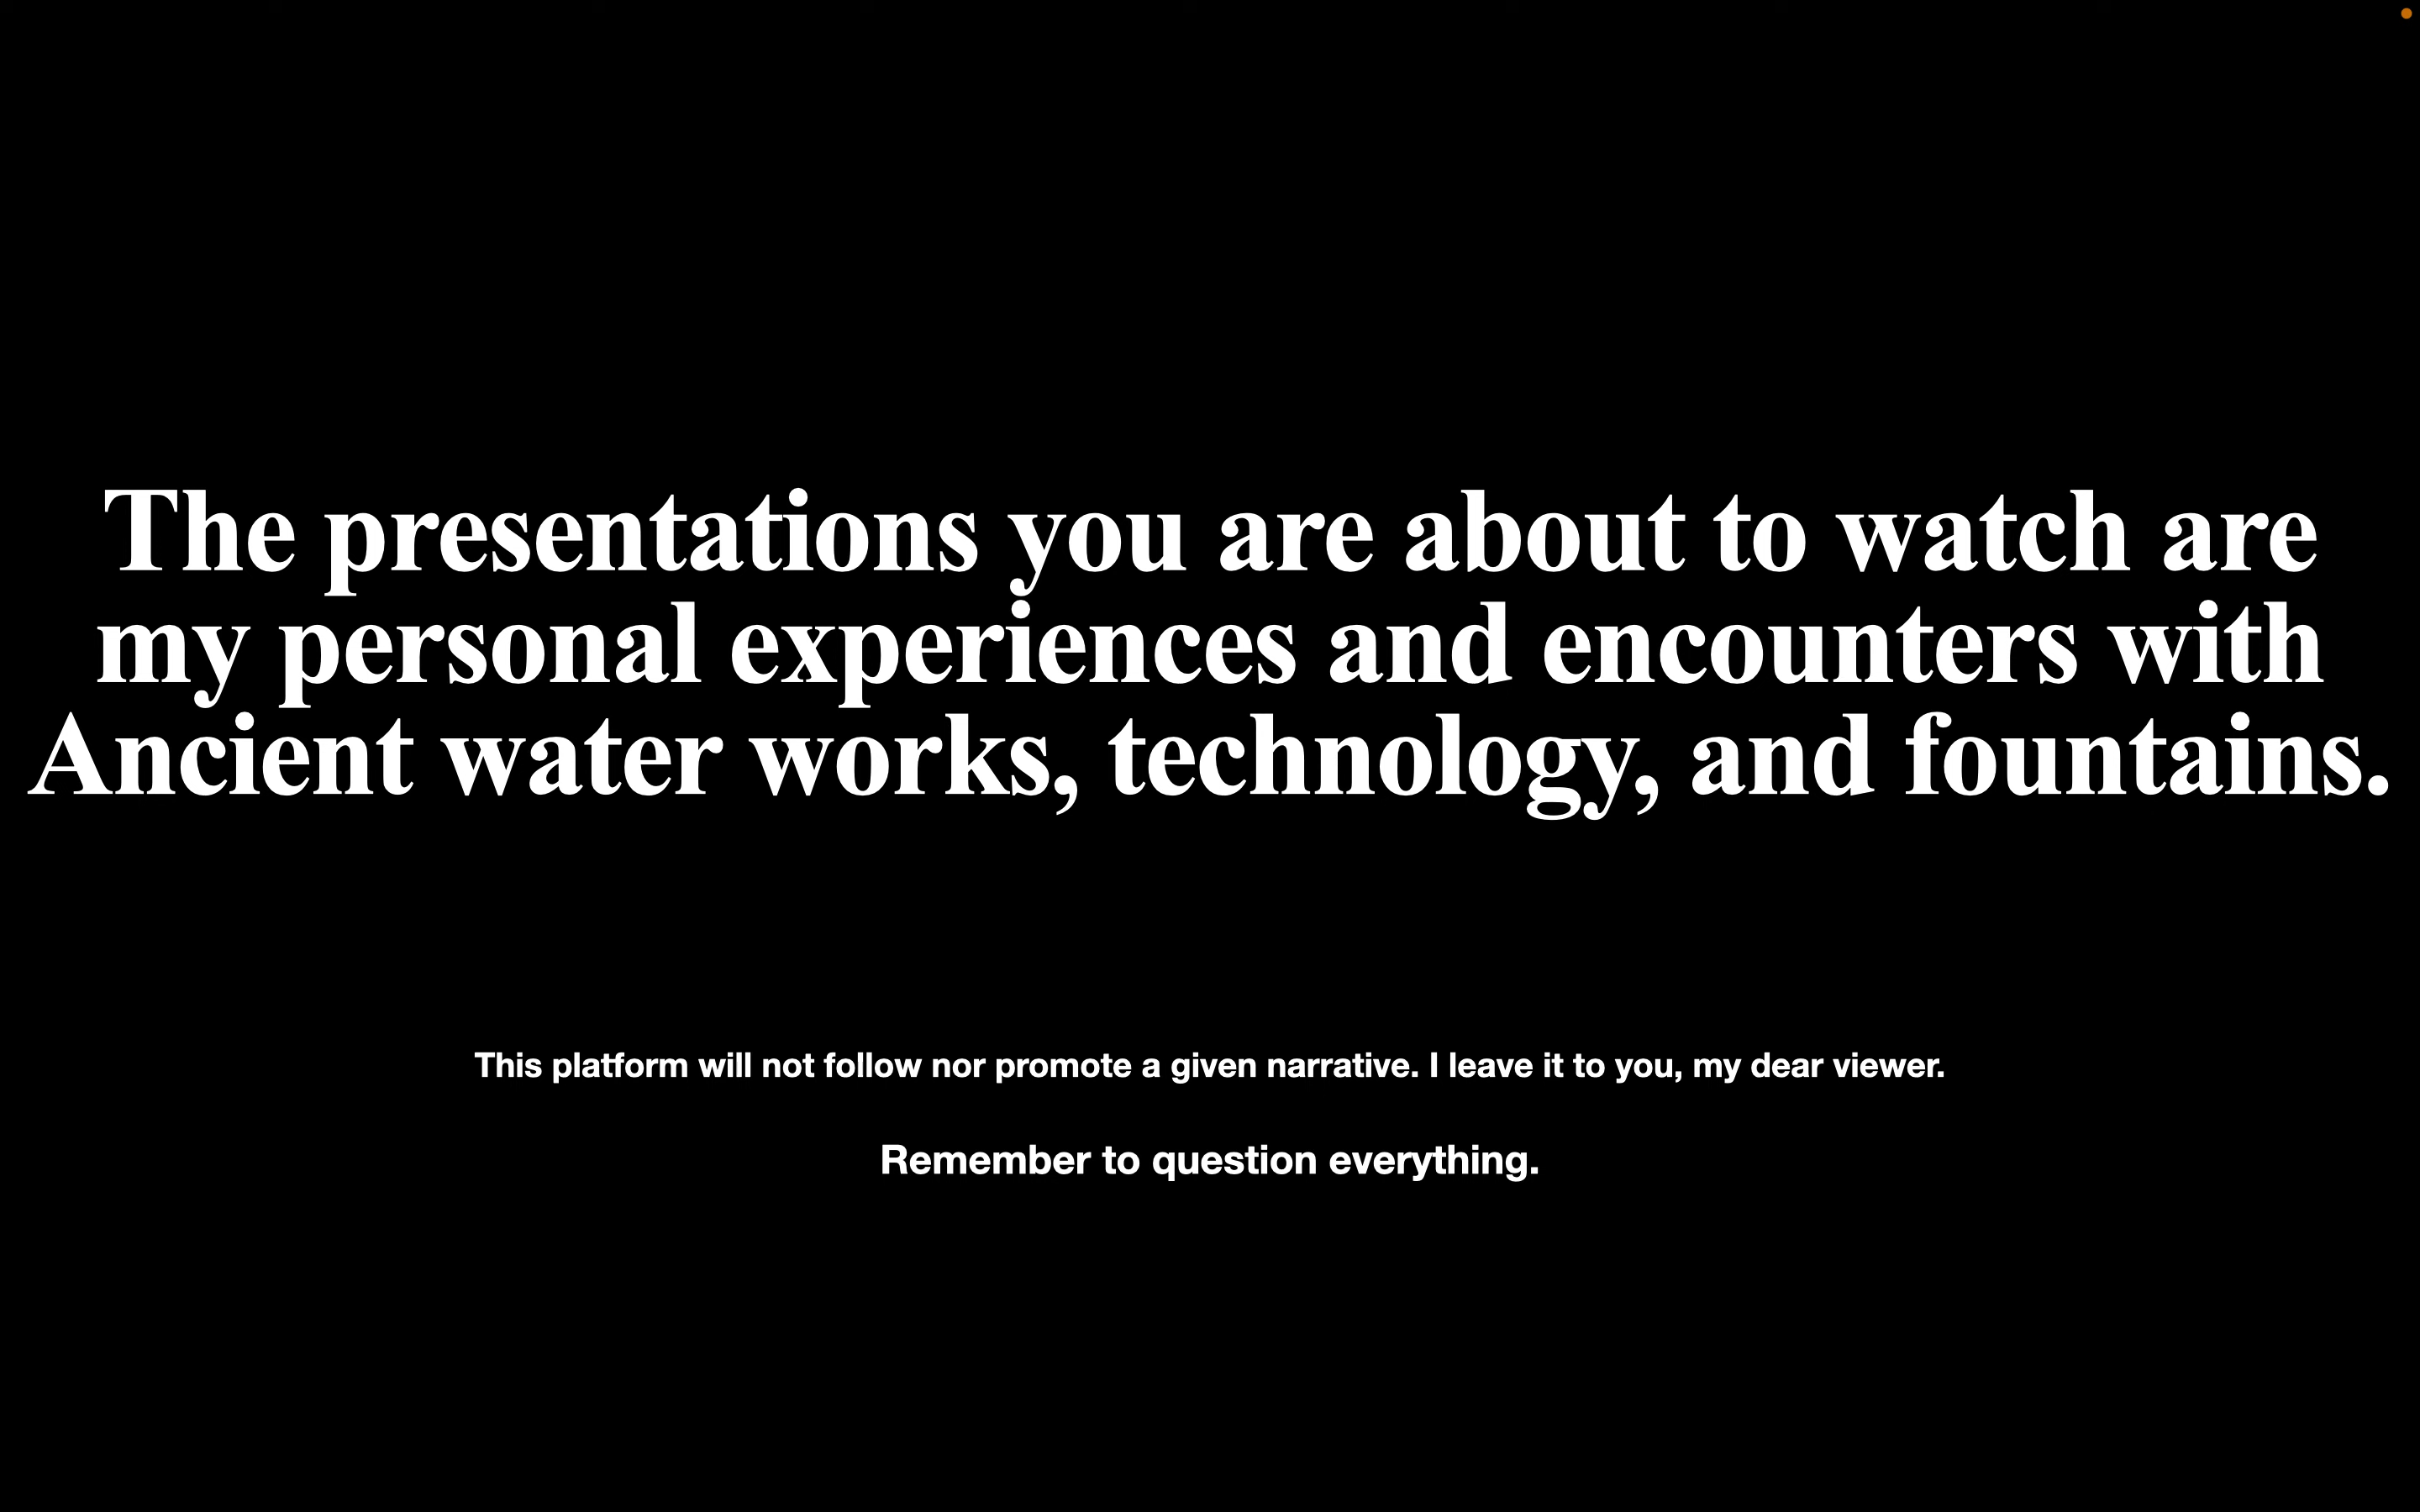 The presentations you are about to watch are
my personal experiences and encounters with
Ancient water works, technology, and fountains.
This platform will not follow nor promote a given narrative. I leave it to you, my dear viewer.
Remember to question everything.